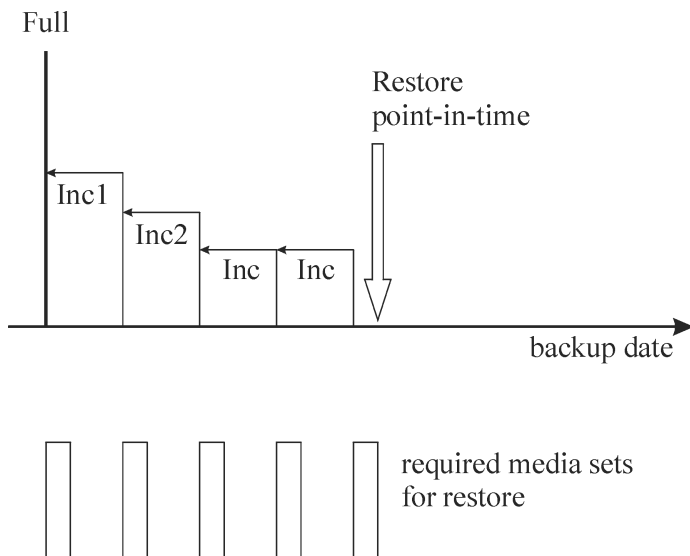 Full
Restore
point-in-time
Inc1
Inc2
Inc
Inc
backup date
required media sets
for restore